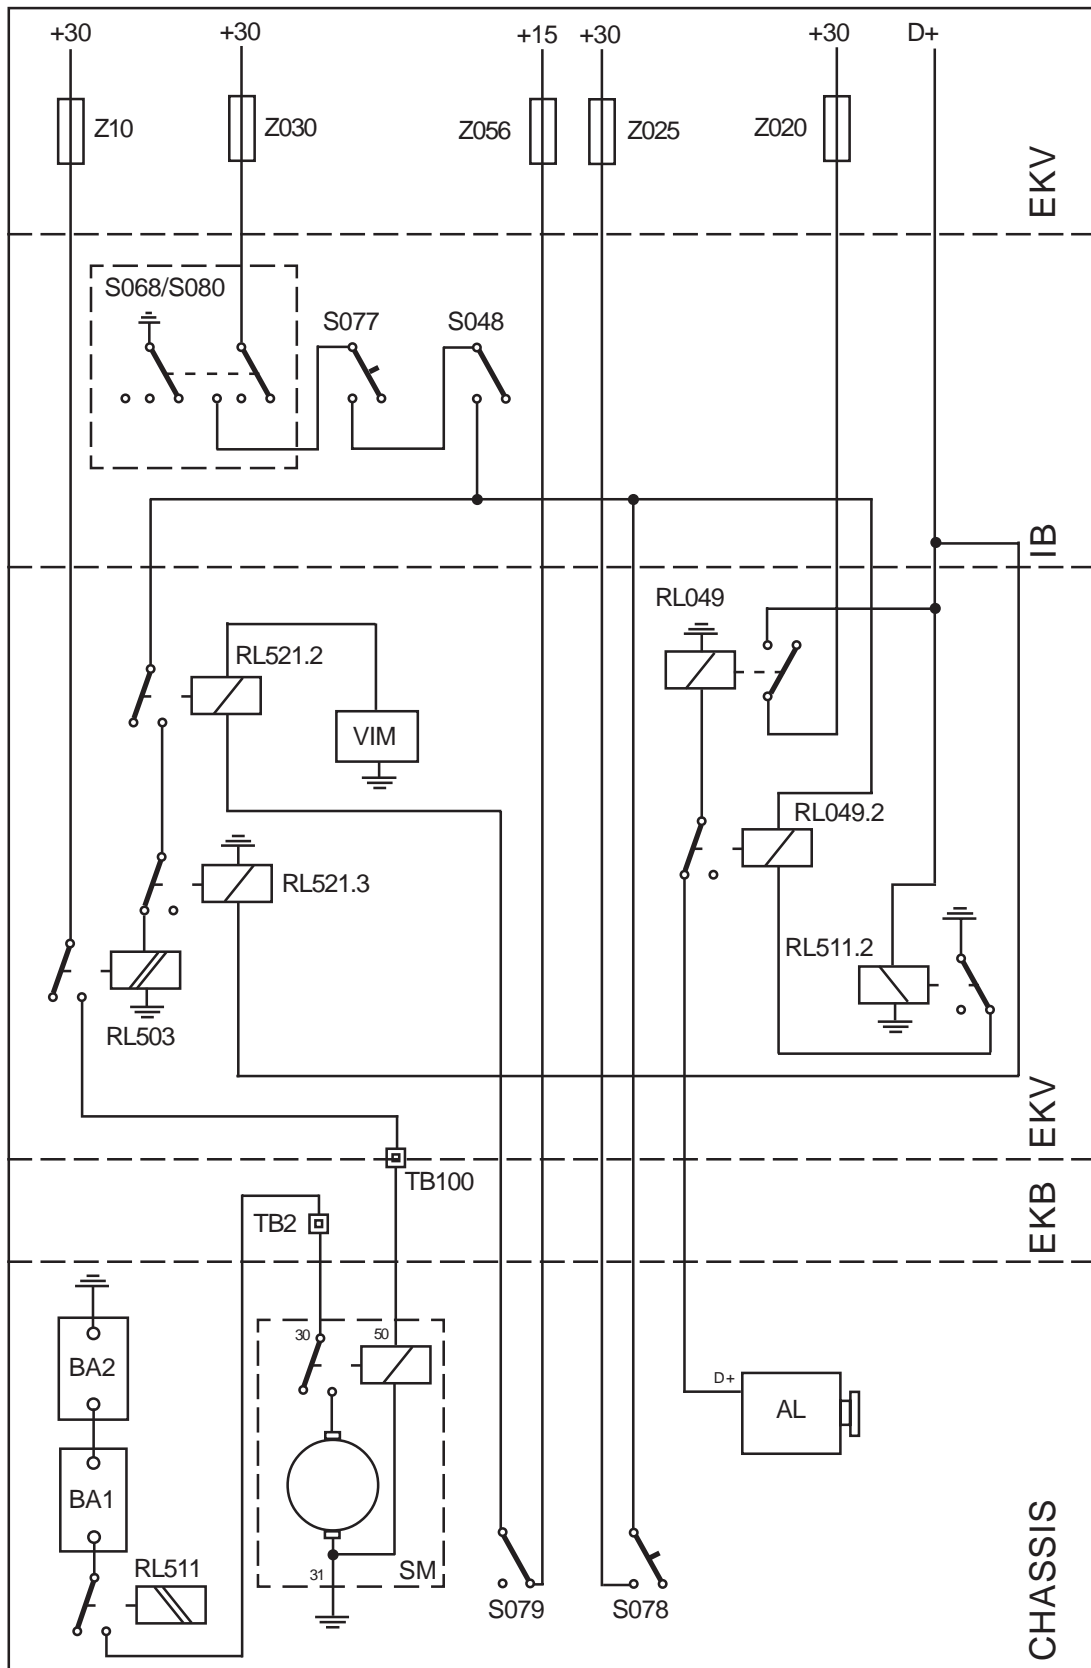 +30
+30
+15
+30
+30
D+
Z10
Z030
Z056
Z025
Z020
EKV
S068/S080
S077
S048
IB
RL049
RL521.2
VIM
RL049.2
RL521.3
RL511.2
RL503
EKV
TB100
TB2
EKB
30
50
BA2
D+
AL
BA1
RL511
31
SM
S079
S078
CHASSIS